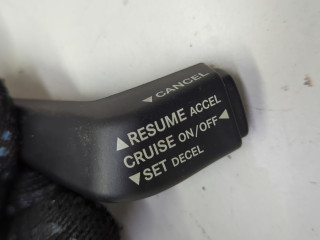 ▼CANCEL
▲RESUME ACCEL
CRUISE ON/OFF◀
▼SET DECEL